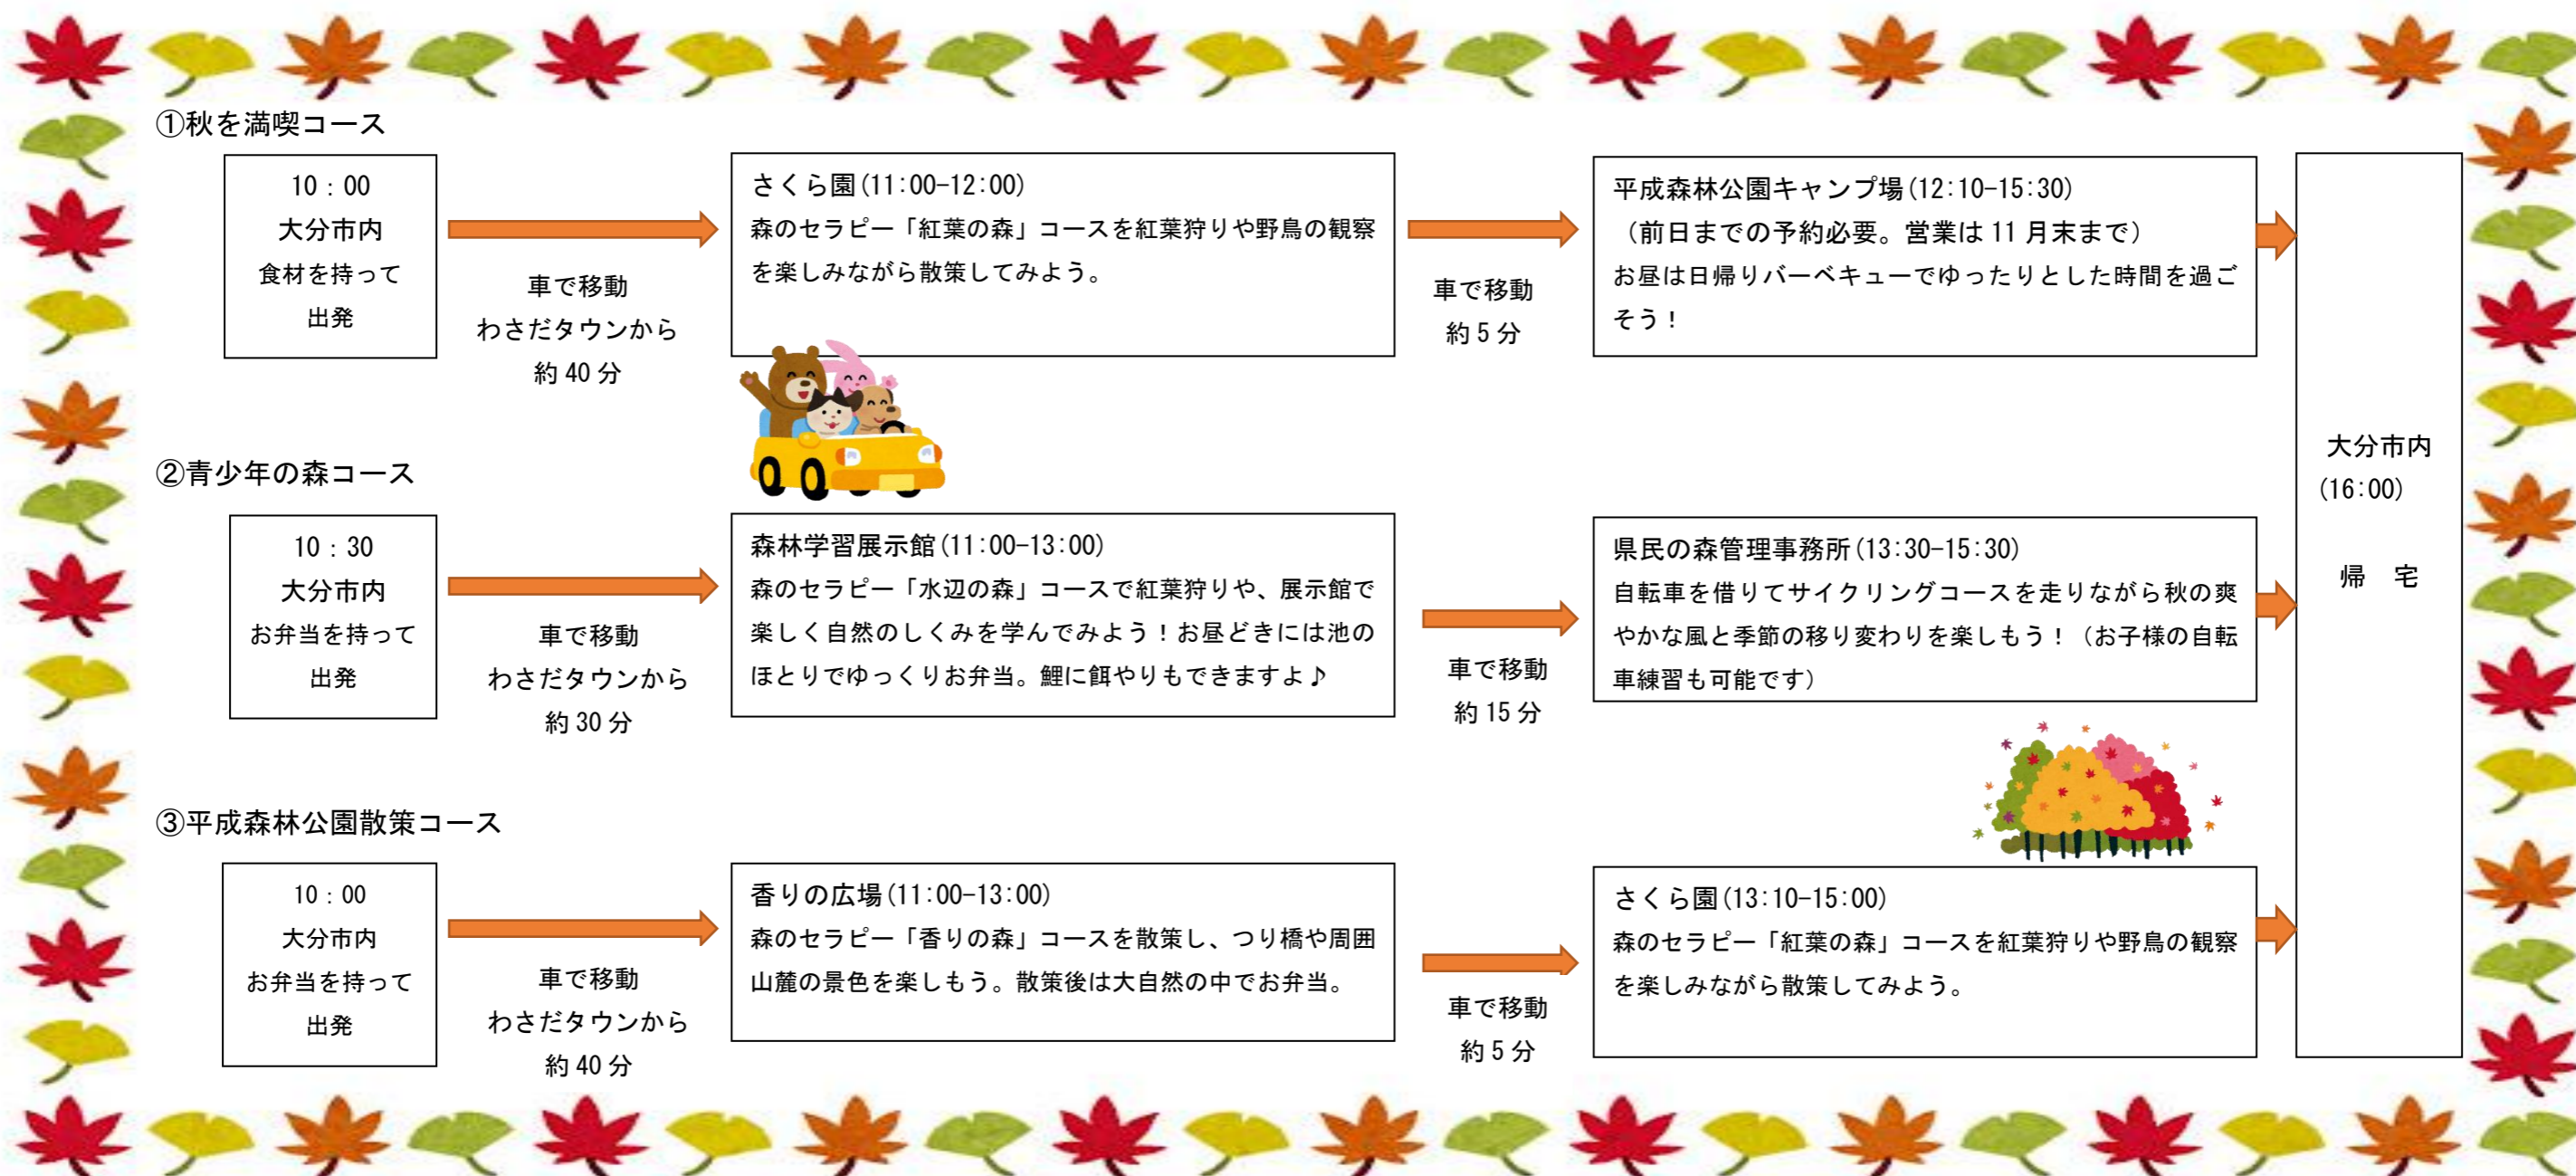 ①秋を満喫コース
10：00
大分市内
食材を持って
出発
車で移動
わさだタウンから
約40分
さくら園(11:00-12:00)
森のセラピー「紅葉の森」コースを紅葉狩りや野鳥の観察
を楽しみながら散策してみよう。
車で移動
約5分
平成森林公園キャンプ場(12:10-15:30)
（前日までの予約必要。営業は11月末まで）
お昼は日帰りバーベキューでゆったりとした時間を過ご
そう！
②青少年の森コース
10：30
大分市内
お弁当を持って
出発
車で移動
わさだタウンから
約30分
森林学習展示館(11:00-13:00)
森のセラピー「水辺の森」コースで紅葉狩りや、展示館で
楽しく自然のしくみを学んでみよう！お昼どきには池の
ほとりでゆっくりお弁当。鯉に餌やりもできますよ♪
車で移動
約15分
県民の森管理事務所(13:30-15:30)
自転車を借りてサイクリングコースを走りながら秋の爽
やかな風と季節の移り変わりを楽しもう！（お子様の自転
車練習も可能です）
③平成森林公園散策コース
10：00
大分市内
お弁当を持って
出発
車で移動
わさだタウンから
約40分
香りの広場(11:00-13:00)
森のセラピー「香りの森」コースを散策し、つり橋や周囲
山麓の景色を楽しもう。散策後は大自然の中でお弁当。
車で移動
約5分
さくら園(13:10-15:00)
森のセラピー「紅葉の森」コースを紅葉狩りや野鳥の観察
を楽しみながら散策してみよう。
大分市内
(16:00)
帰　宅